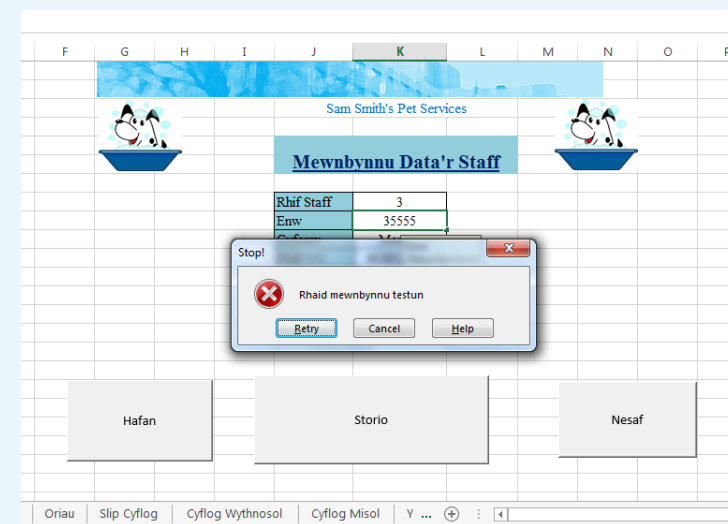 F G H I J K L M N O
Sam Smith's Pet Services
Mewnbynnu Data'r Staff
Rhif Staff 3
Enw 35555
Stop!
Rhaid mewnbynnu testun
Retry Cancel Help
Hafan Storio Nesaf
Oriau Slip Cyflog Cyflog Wythnosol Cyflog Misol Y ...